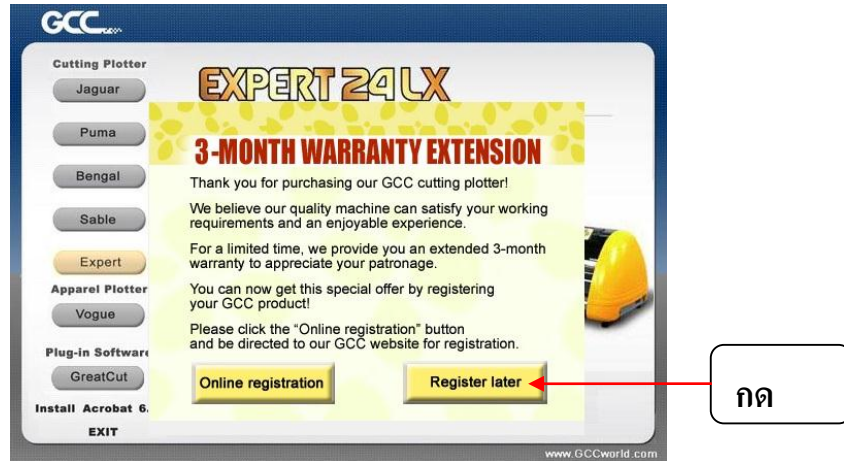 GCC
Cutting Plotter
Jaguar
Puma
Bengal
Sable
Expert
Apparel Plotter
Vogue
Plug-in Software
GreatCut
Install Acrobat 6.
EXIT
EXPERT 24 LX
3-MONTH WARRANTY EXTENSION
Thank you for purchasing our GCC cutting plotter!
We believe our quality machine can satisfy your working
requirements and an enjoyable experience.
For a limited time, we provide you an extended 3-month
warranty to appreciate your patronage.
You can now get this special offer by registering
your GCC product!
Please click the “Online registration” button
and be directed to our GCC website for registration.
Online registration
Register later
กด
www.GCCworld.com